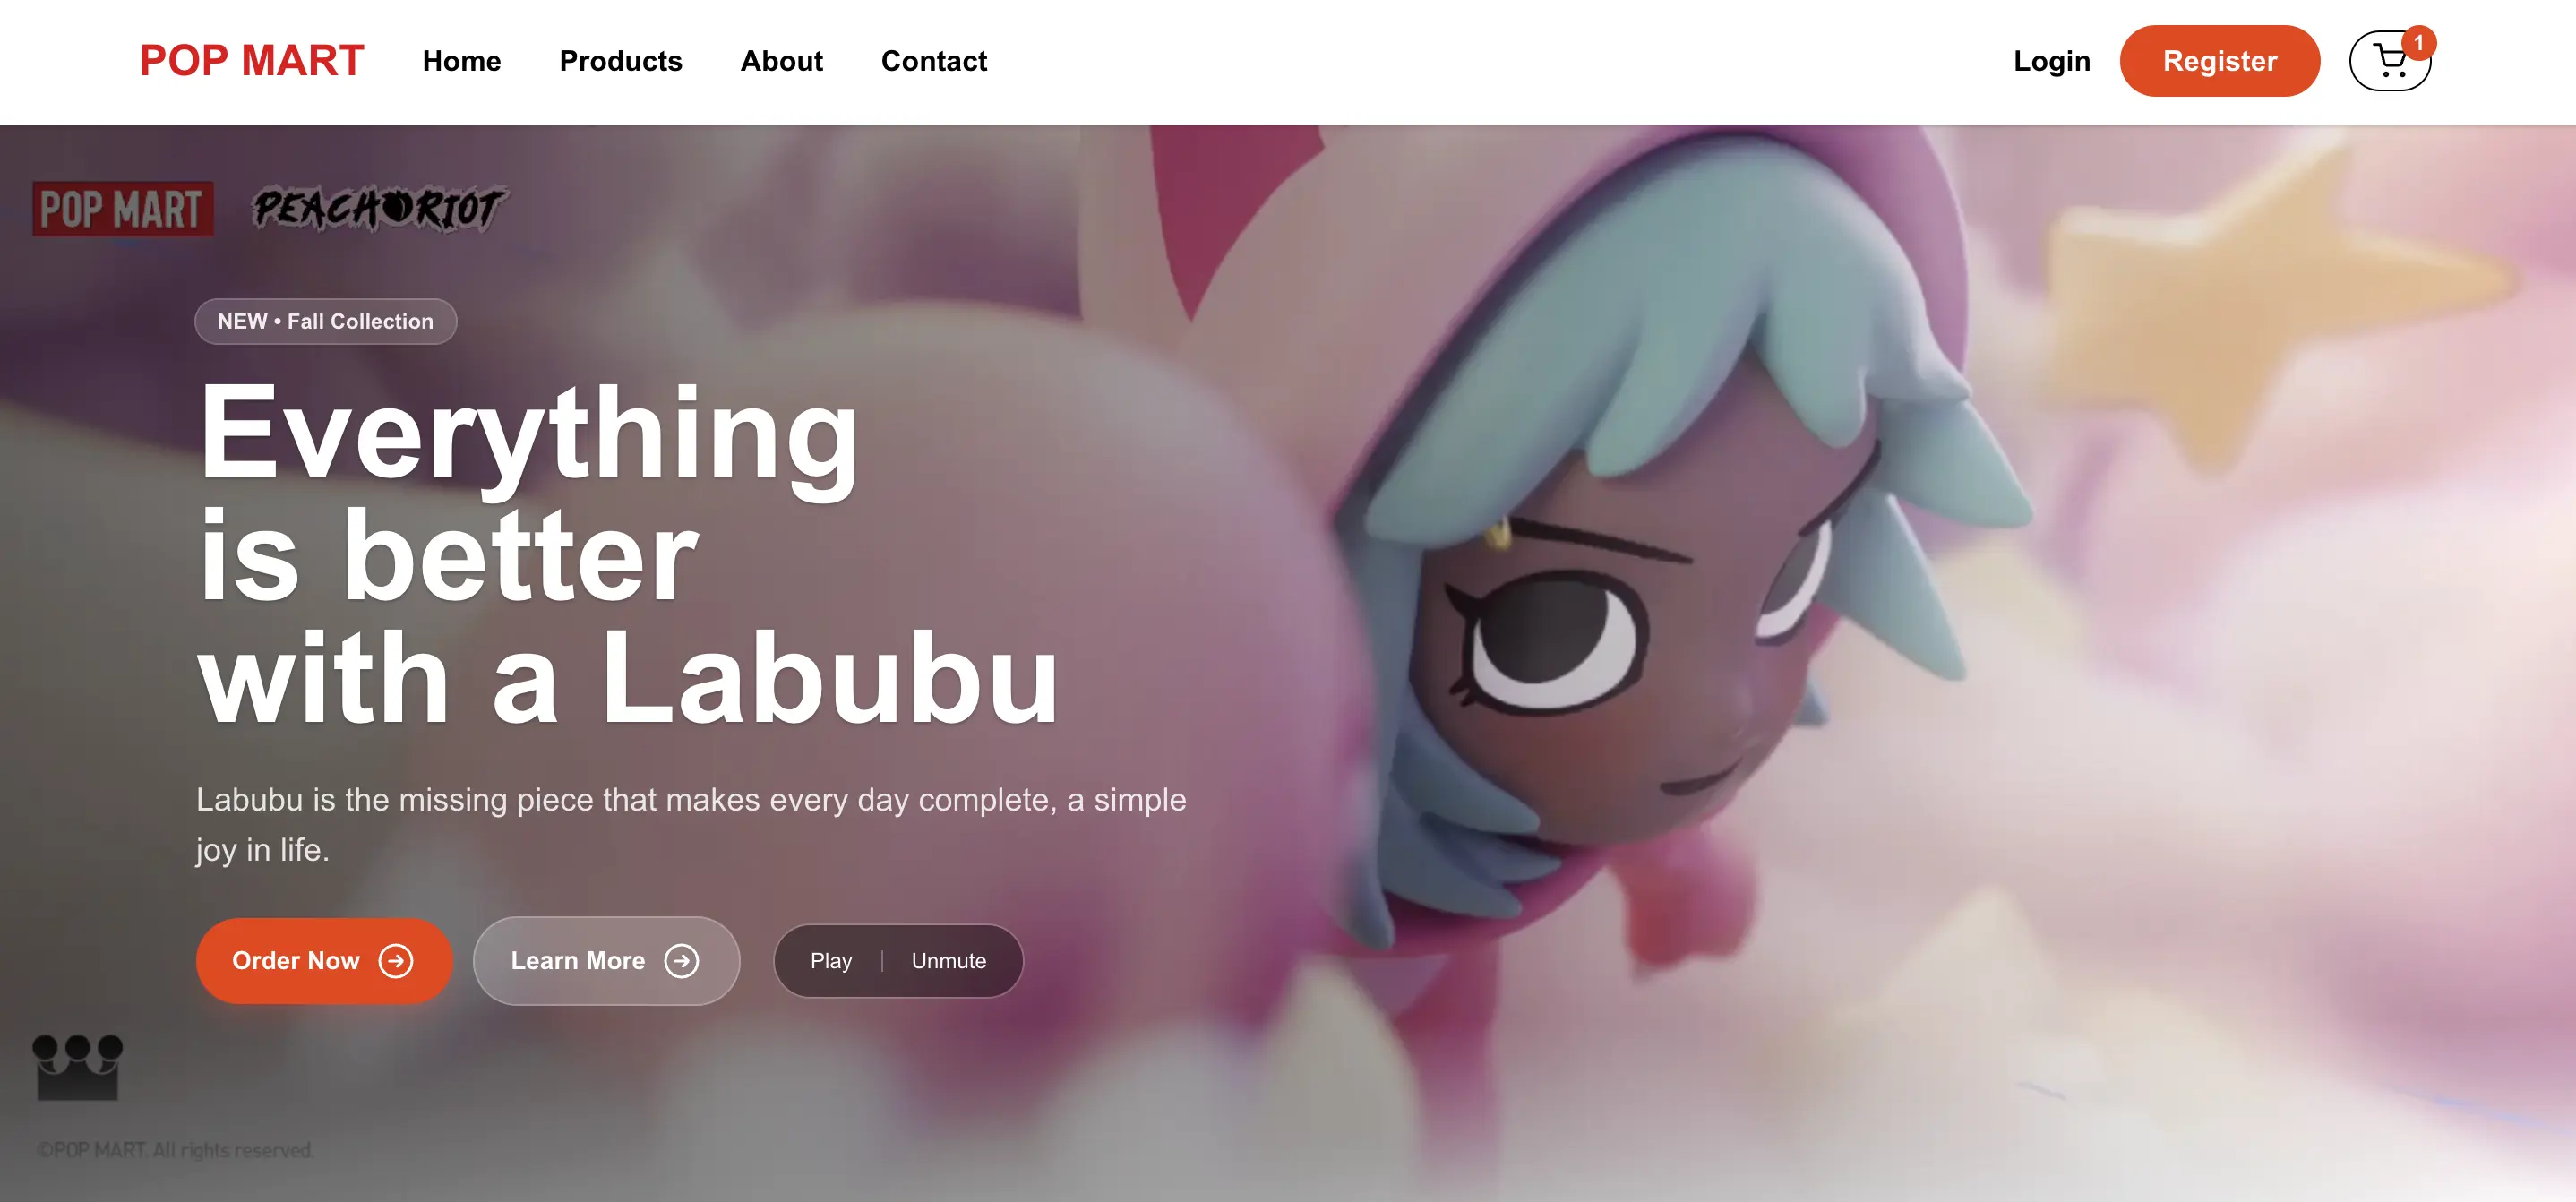 POP MART
Home
Products
About
Contact
Login
Register
1
POP MART
PEACH RIOT
NEW • Fall Collection
Everything
is better
with a Labubu
Labubu is the missing piece that makes every day complete, a simple
joy in life.
Order Now
Learn More
Play
Unmute
©POP MART. All rights reserved.